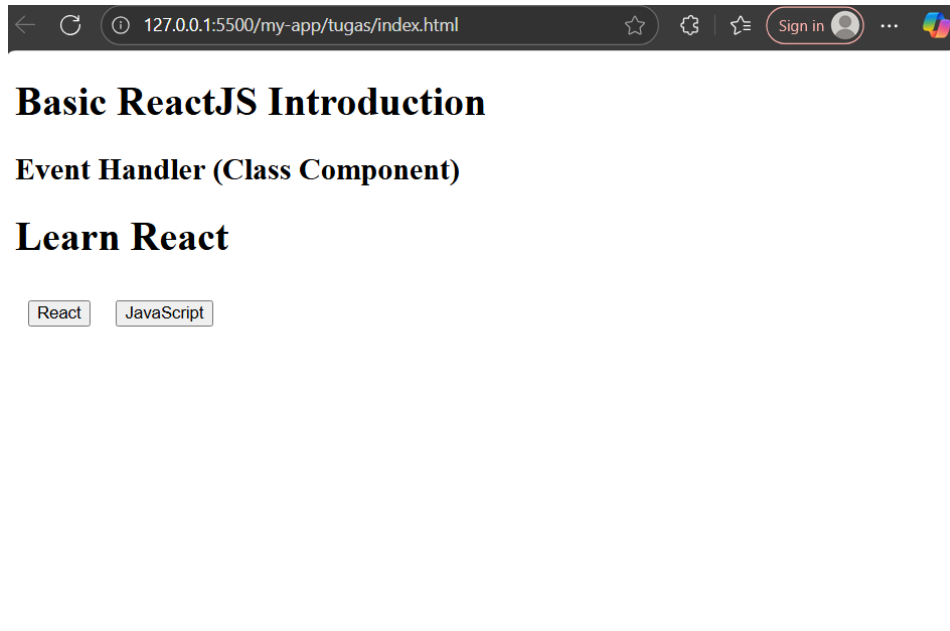 127.0.0.1:5500/my-app/tugas/index.html
Sign in
Basic ReactJS Introduction
Event Handler (Class Component)
Learn React
React JavaScript